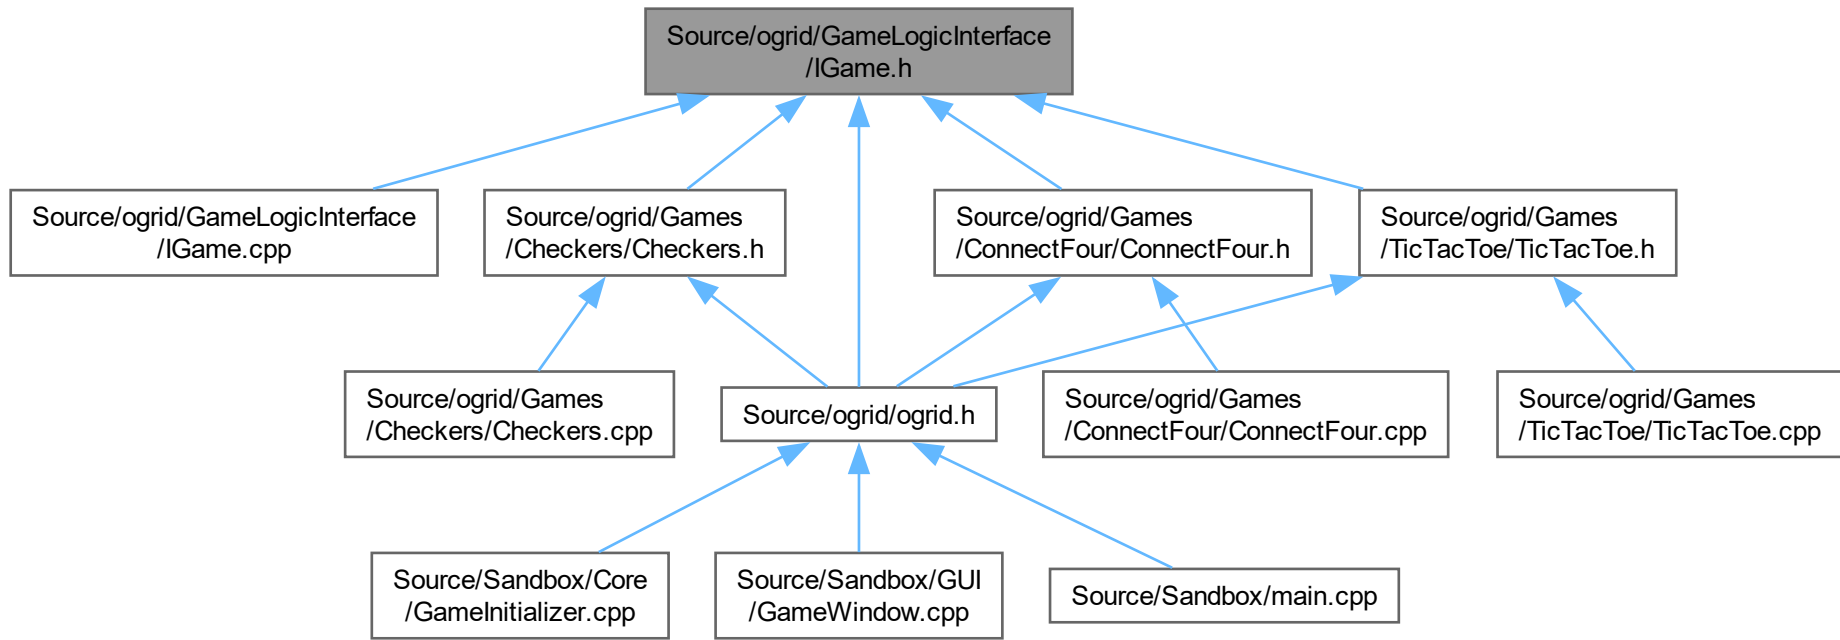 Source/ogrid/GameLogicInterface
/IGame.h
Source/ogrid/GameLogicInterface
/IGame.cpp
Source/ogrid/Games
/Checkers/Checkers.h
Source/ogrid/Games
/ConnectFour/ConnectFour.h
Source/ogrid/Games
/TicTacToe/TicTacToe.h
Source/ogrid/Games
/Checkers/Checkers.cpp
Source/ogrid/ogrid.h
Source/ogrid/Games
/ConnectFour/ConnectFour.cpp
Source/ogrid/Games
/TicTacToe/TicTacToe.cpp
Source/Sandbox/Core
/GameInitializer.cpp
Source/Sandbox/GUI
/GameWindow.cpp
Source/Sandbox/main.cpp